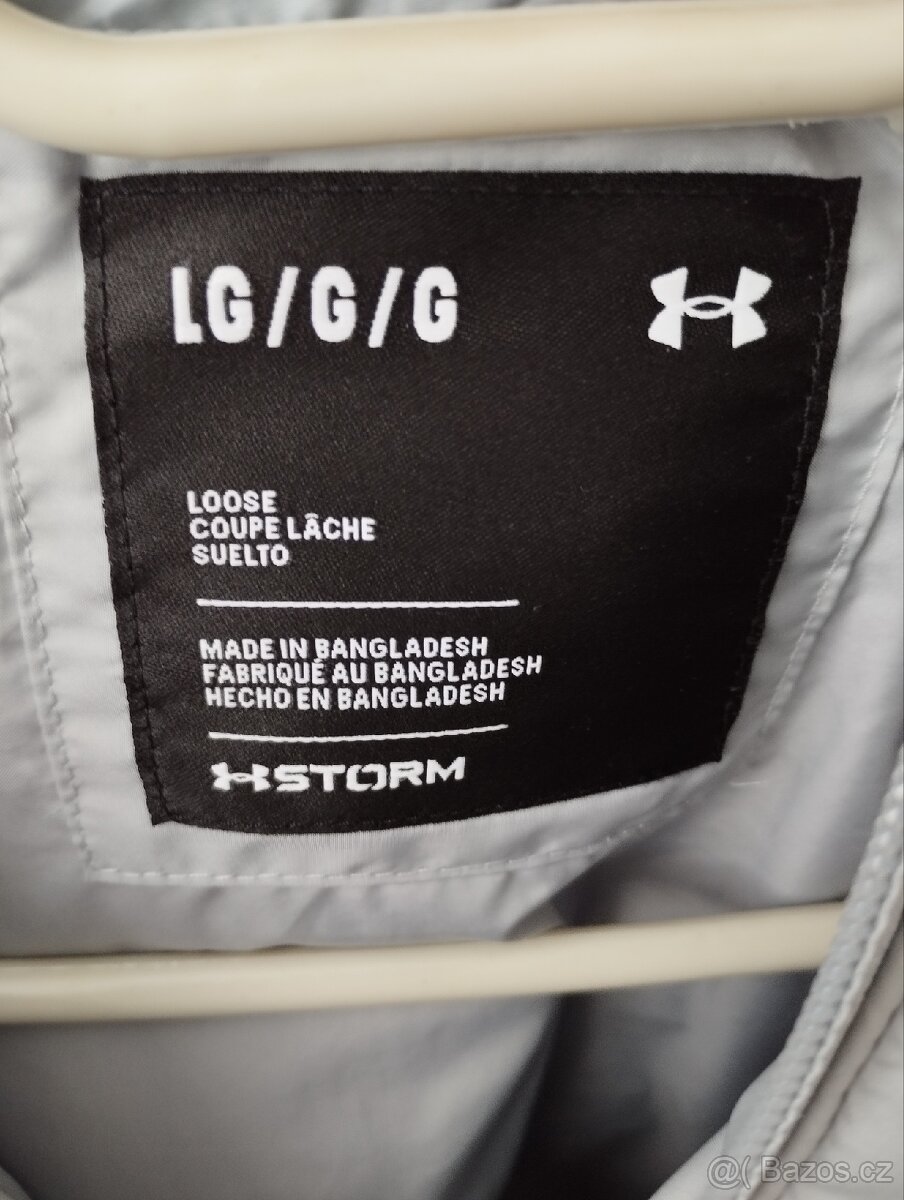 LG/G/G
LOOSE
COUPE LÂCHE
SUELTO
MADE IN BANGLADESH
FABRIQUÉ AU BANGLADESH
HECHO EN BANGLADESH
STORM
@( Bazos.cz